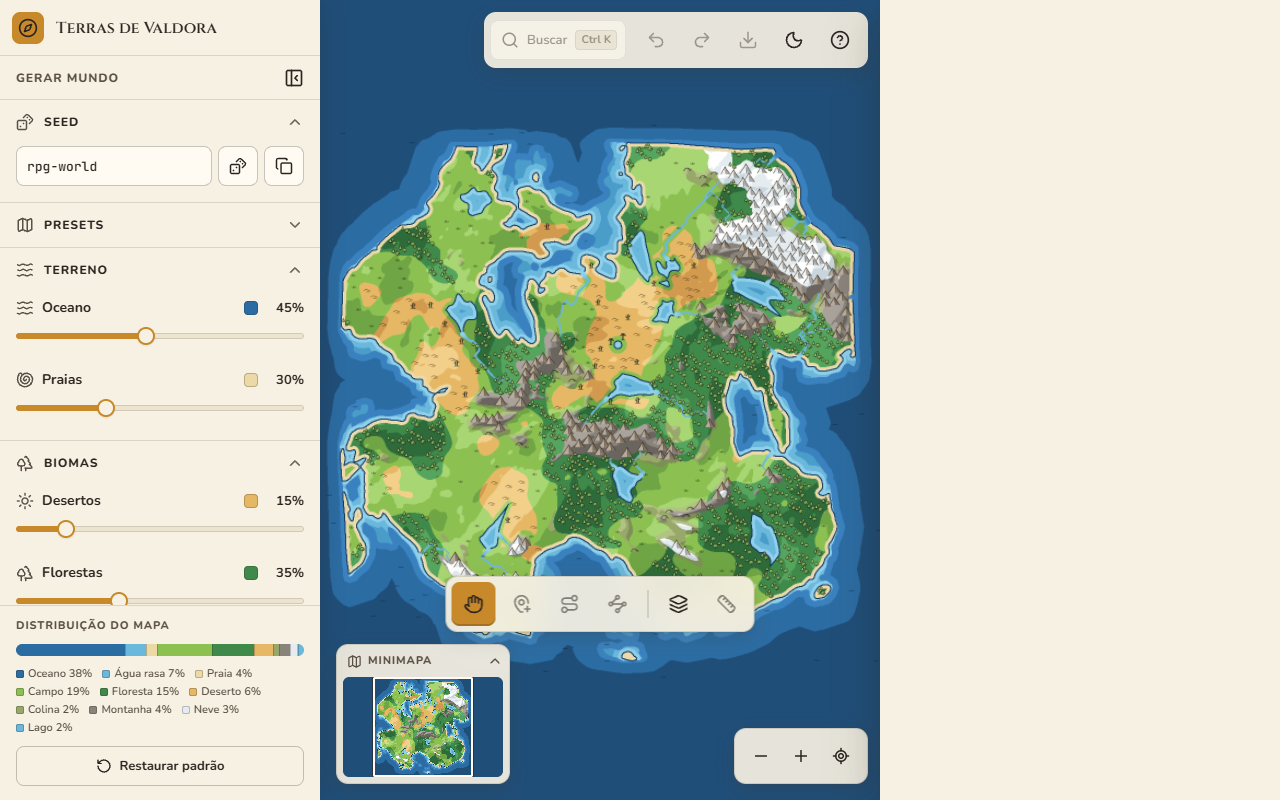 Terras de Valdora
GERAR MUNDO
SEED
rpg-world
PRESETS
TERRENO
Oceano 45%
Praias 30%
BIOMAS
Desertos 15%
Florestas 35%
DISTRIBUIÇÃO DO MAPA
Oceano 38% Água rasa 7% Praia 4%
Campo 19% Floresta 15% Deserto 6%
Colina 2% Montanha 4% Neve 3%
Lago 2%
Restaurar padrão
Buscar Ctrl K
MINIMAPA